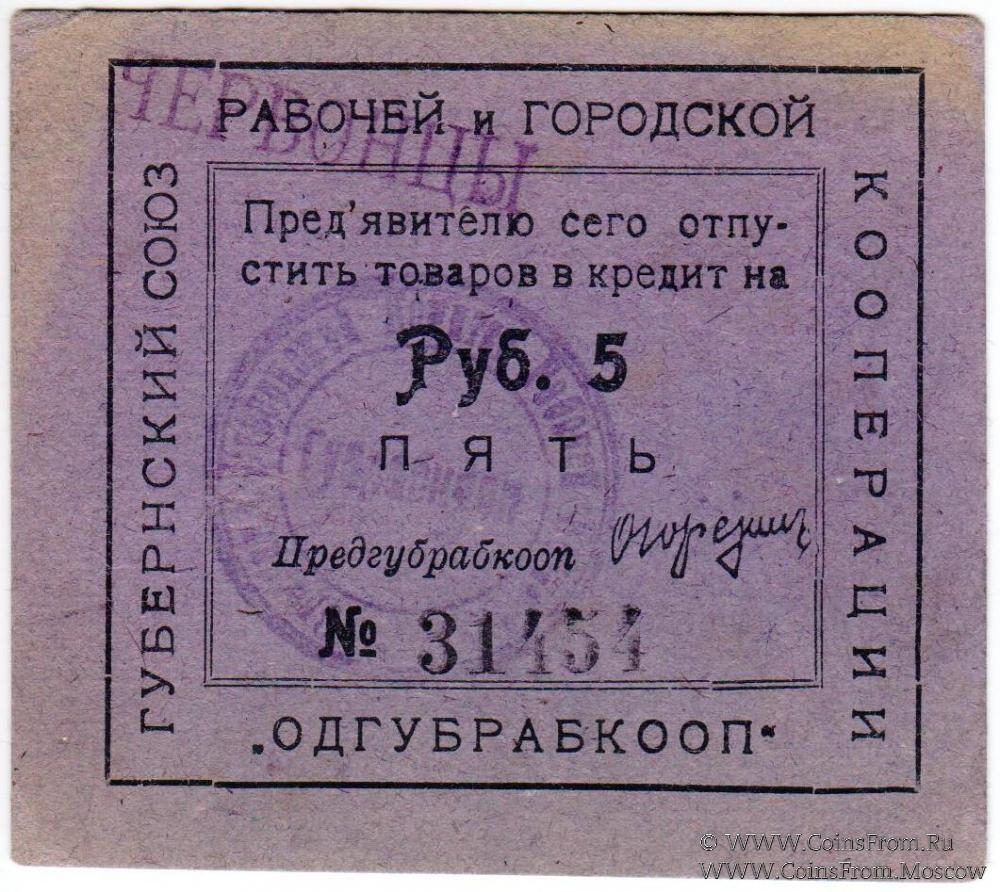 ЧЕРВОНЦЫ
ГУБЕРНСКИЙ СОЮЗ
РАБОЧЕЙ и ГОРОДСКОЙ
КООПЕРАЦИИ
Пред'явителю сего отпу-
стить товаров в кредит на
Руб. 5
ПЯТЬ
Предгубрабкооп
№ 31454
„ОДГУБРАБКООП“
© WWW.CoinsFrom.Ru
WWW.CoinsFrom.Moscow